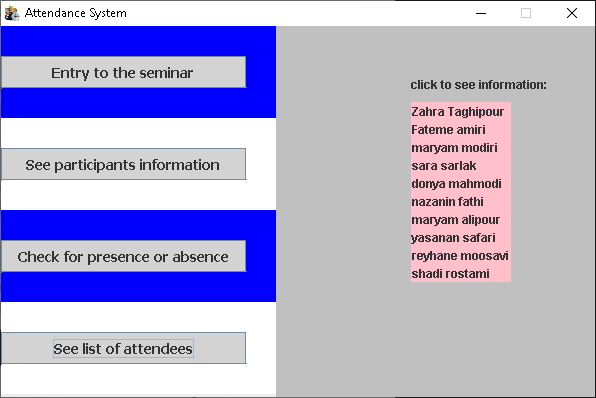 Attendance System
Entry to the seminar
See participants information
Check for presence or absence
See list of attendees
click to see information:
Zahra Taghipour
Fateme amiri
maryam modiri
sara sarlak
donya mahmodi
nazanin fathi
maryam alipour
yasanan safari
reyhane moosavi
shadi rostami